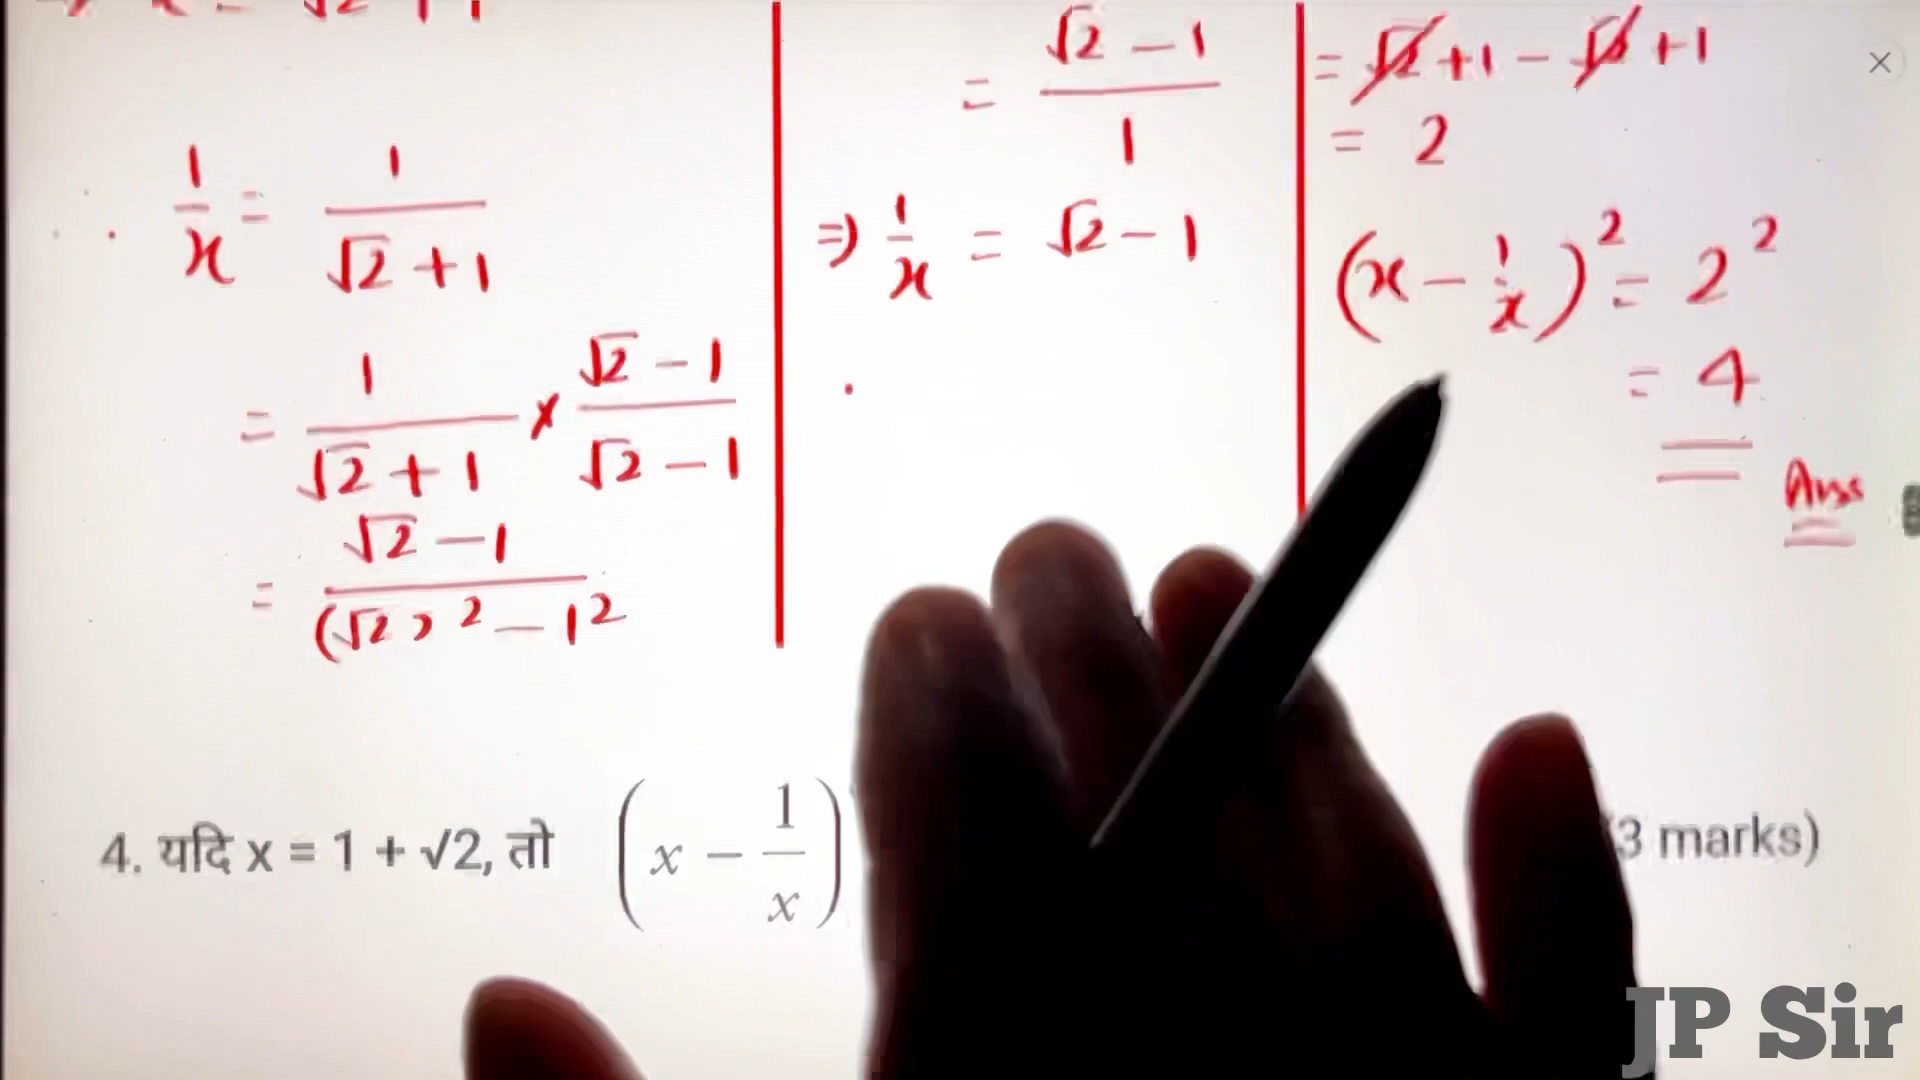 1/x = 1/(√2 + 1)
= 1/(√2 + 1) × (√2 - 1)/(√2 - 1)
= (√2 - 1)/((√2)² - 1²)
= (√2 - 1)/1
⇒ 1/x = √2 - 1
= √2 + 1 - √2 + 1
= 2
(x - 1/x)² = 2²
= 4
Ans
4. यदि x = 1 + √2, तो (x - 1/x) 3 marks)
JP Sir